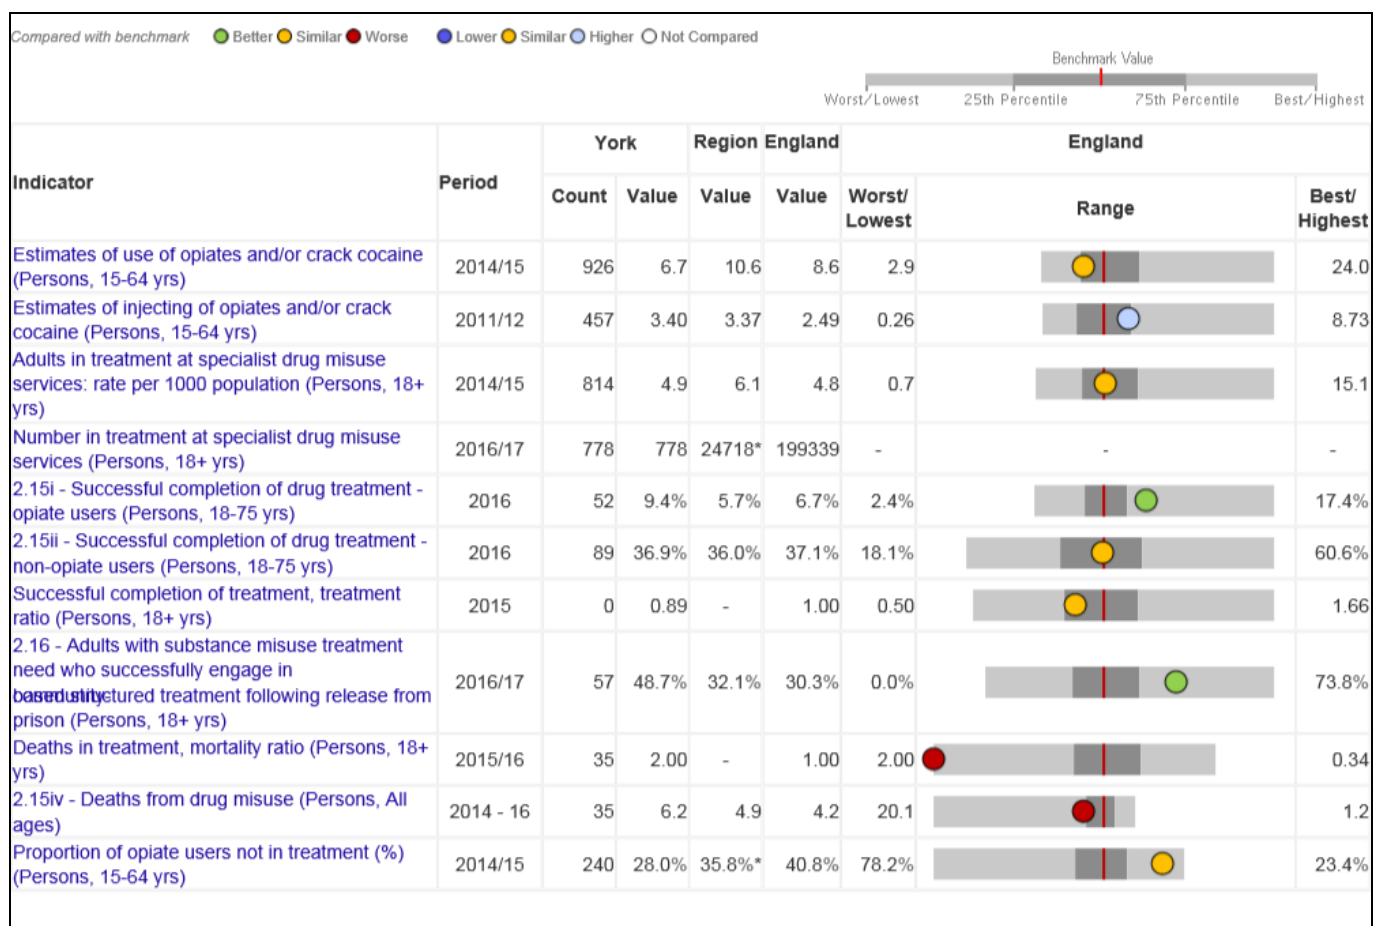 Compared with benchmark Better Similar Worse Lower Similar Higher Not Compared
Benchmark Value
Worst/Lowest 25th Percentile 75th Percentile Best/Highest
York Region England England
Indicator Period Count Value Value Value Worst/ Lowest Range Best/ Highest
Estimates of use of opiates and/or crack cocaine
(Persons, 15-64 yrs) 2014/15 926 6.7 10.6 8.6 2.9 24.0
Estimates of injecting of opiates and/or crack
cocaine (Persons, 15-64 yrs) 2011/12 457 3.40 3.37 2.49 0.26 8.73
Adults in treatment at specialist drug misuse
services: rate per 1000 population (Persons, 18+ 2014/15 814 4.9 6.1 4.8 0.7 15.1
yrs)
Number in treatment at specialist drug misuse
services (Persons, 18+ yrs) 2016/17 778 778 24718* 199339 - - -
2.15i - Successful completion of drug treatment -
opiate users (Persons, 18-75 yrs) 2016 52 9.4% 5.7% 6.7% 2.4% 17.4%
2.15ii - Successful completion of drug treatment -
non-opiate users (Persons, 18-75 yrs) 2016 89 36.9% 36.0% 37.1% 18.1% 60.6%
Successful completion of treatment, treatment
ratio (Persons, 18+ yrs) 2015 0 0.89 - 1.00 0.50 1.66
2.16 - Adults with substance misuse treatment
need who successfully engage in
structured treatment following release from 2016/17 57 48.7% 32.1% 30.3% 0.0% 73.8%
prison (Persons, 18+ yrs)
Deaths in treatment, mortality ratio (Persons, 18+
yrs) 2015/16 35 2.00 - 1.00 2.00 0.34
2.15iv - Deaths from drug misuse (Persons, All
ages) 2014 - 16 35 6.2 4.9 4.2 20.1 1.2
Proportion of opiate users not in treatment (%)
(Persons, 15-64 yrs) 2014/15 240 28.0% 35.8%* 40.8% 78.2% 23.4%